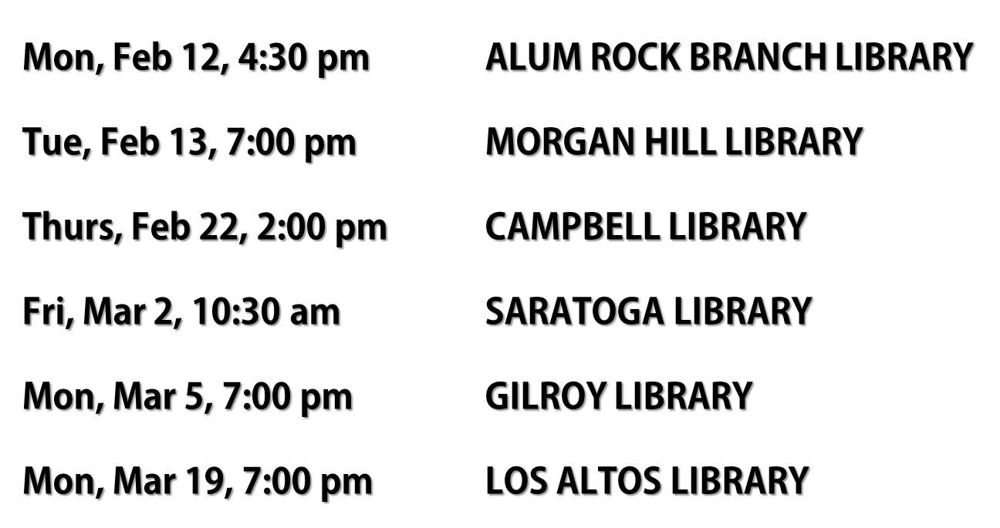 Mon, Feb 12, 4:30 pm ALUM ROCK BRANCH LIBRARY
Tue, Feb 13, 7:00 pm MORGAN HILL LIBRARY
Thurs, Feb 22, 2:00 pm CAMPBELL LIBRARY
Fri, Mar 2, 10:30 am SARATOGA LIBRARY
Mon, Mar 5, 7:00 pm GILROY LIBRARY
Mon, Mar 19, 7:00 pm LOS ALTOS LIBRARY